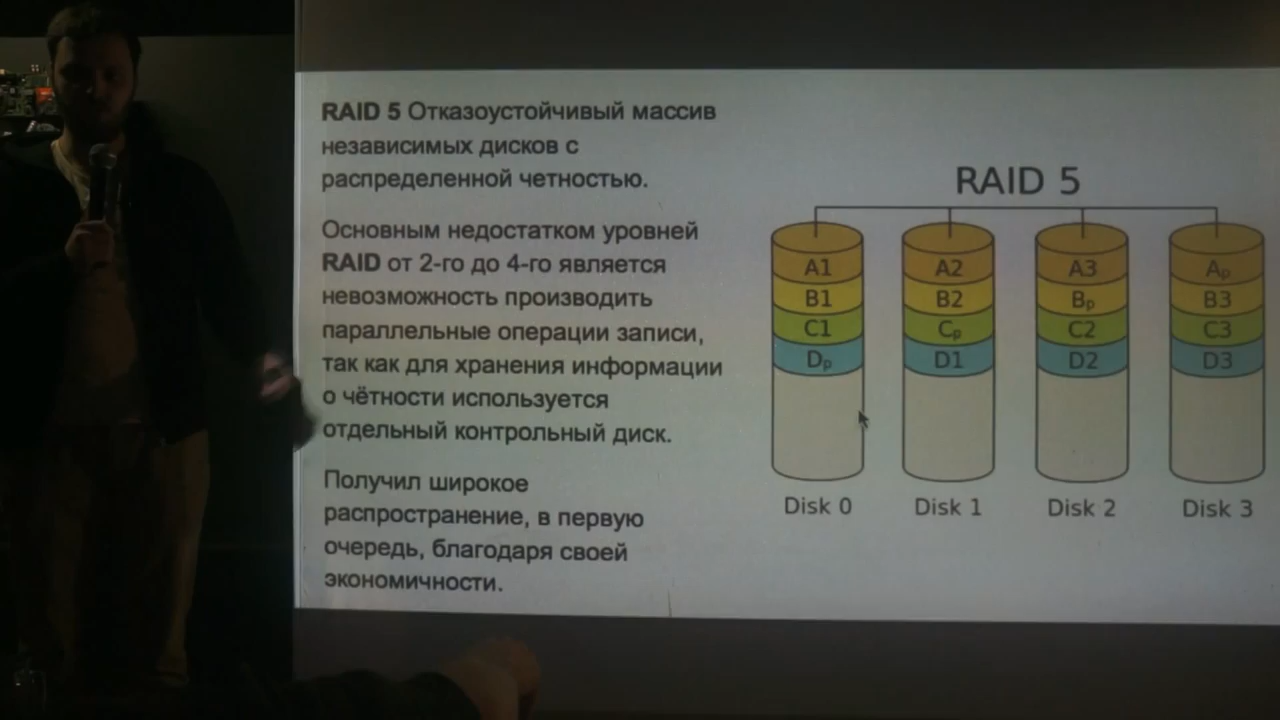 RAID 5 Отказоустойчивый массив
независимых дисков с
распределенной четностью.
Основным недостатком уровней
RAID от 2-го до 4-го является
невозможность производить
параллельные операции записи,
так как для хранения информации
о чётности используется
отдельный контрольный диск.
Получил широкое
распространение, в первую
очередь, благодаря своей
экономичности.
RAID 5
A1 A2 A3 Ap
B1 B2 Bp B3
C1 Cp C2 C3
Dp D1 D2 D3
Disk 0 Disk 1 Disk 2 Disk 3